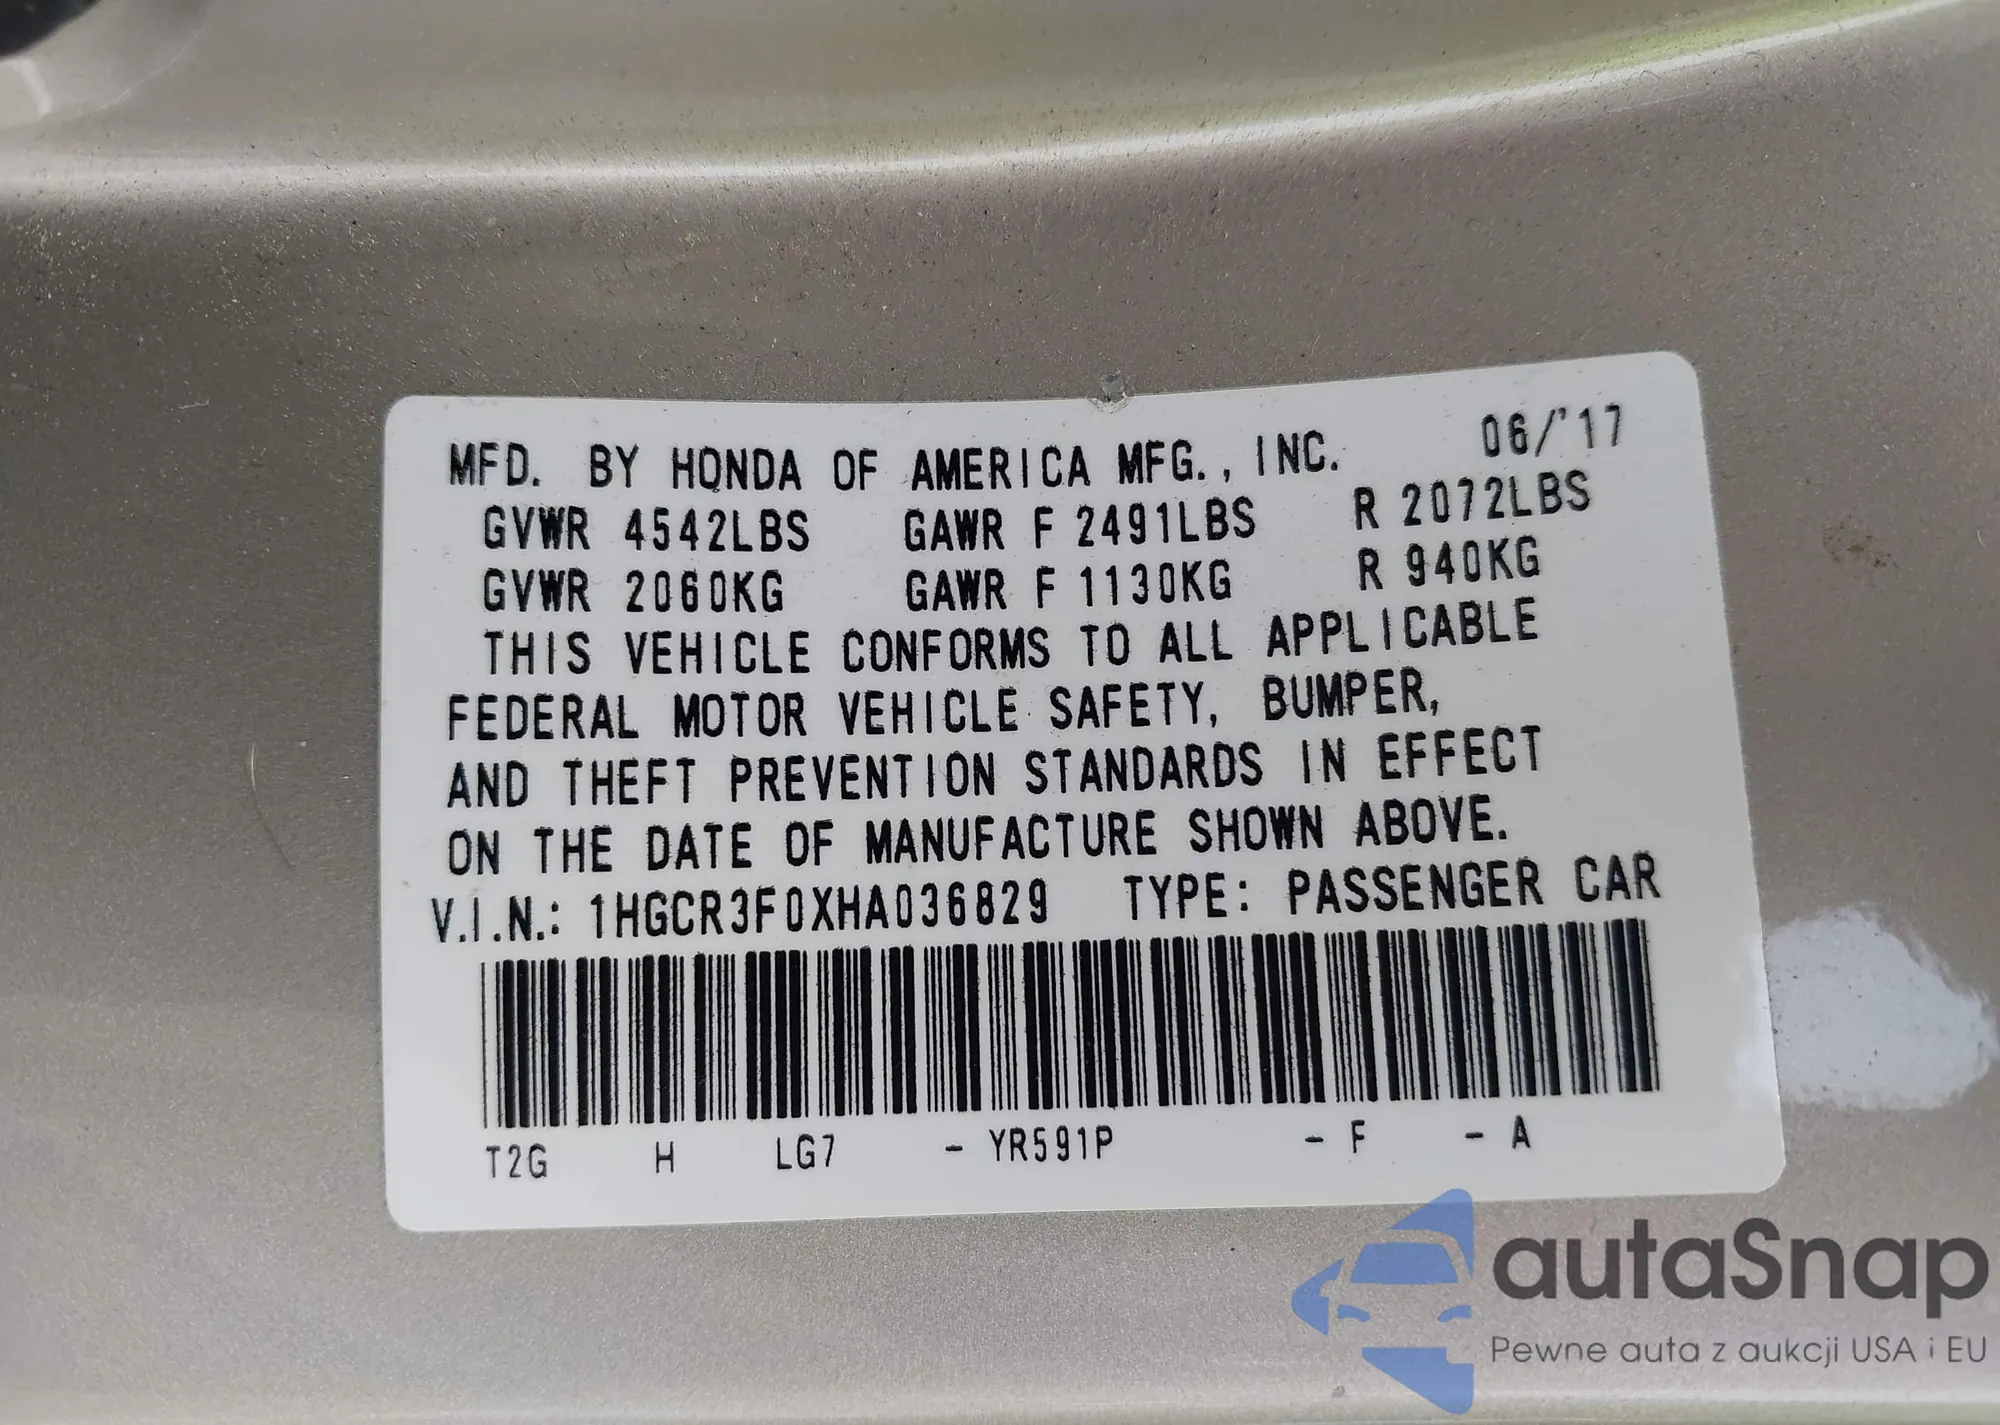 MFD. BY HONDA OF AMERICA MFG., INC. 06/'17
GVWR 4542LBS GAWR F 2491LBS R 2072LBS
GVWR 2060KG GAWR F 1130KG R 940KG
THIS VEHICLE CONFORMS TO ALL APPLICABLE
FEDERAL MOTOR VEHICLE SAFETY, BUMPER,
AND THEFT PREVENTION STANDARDS IN EFFECT
ON THE DATE OF MANUFACTURE SHOWN ABOVE.
V.I.N.: 1HGCR3F0XHA036829 TYPE: PASSENGER CAR
T2G H LG7 - YR591P - F - A
autaSnap
Pewne auta z aukcji USA i EU